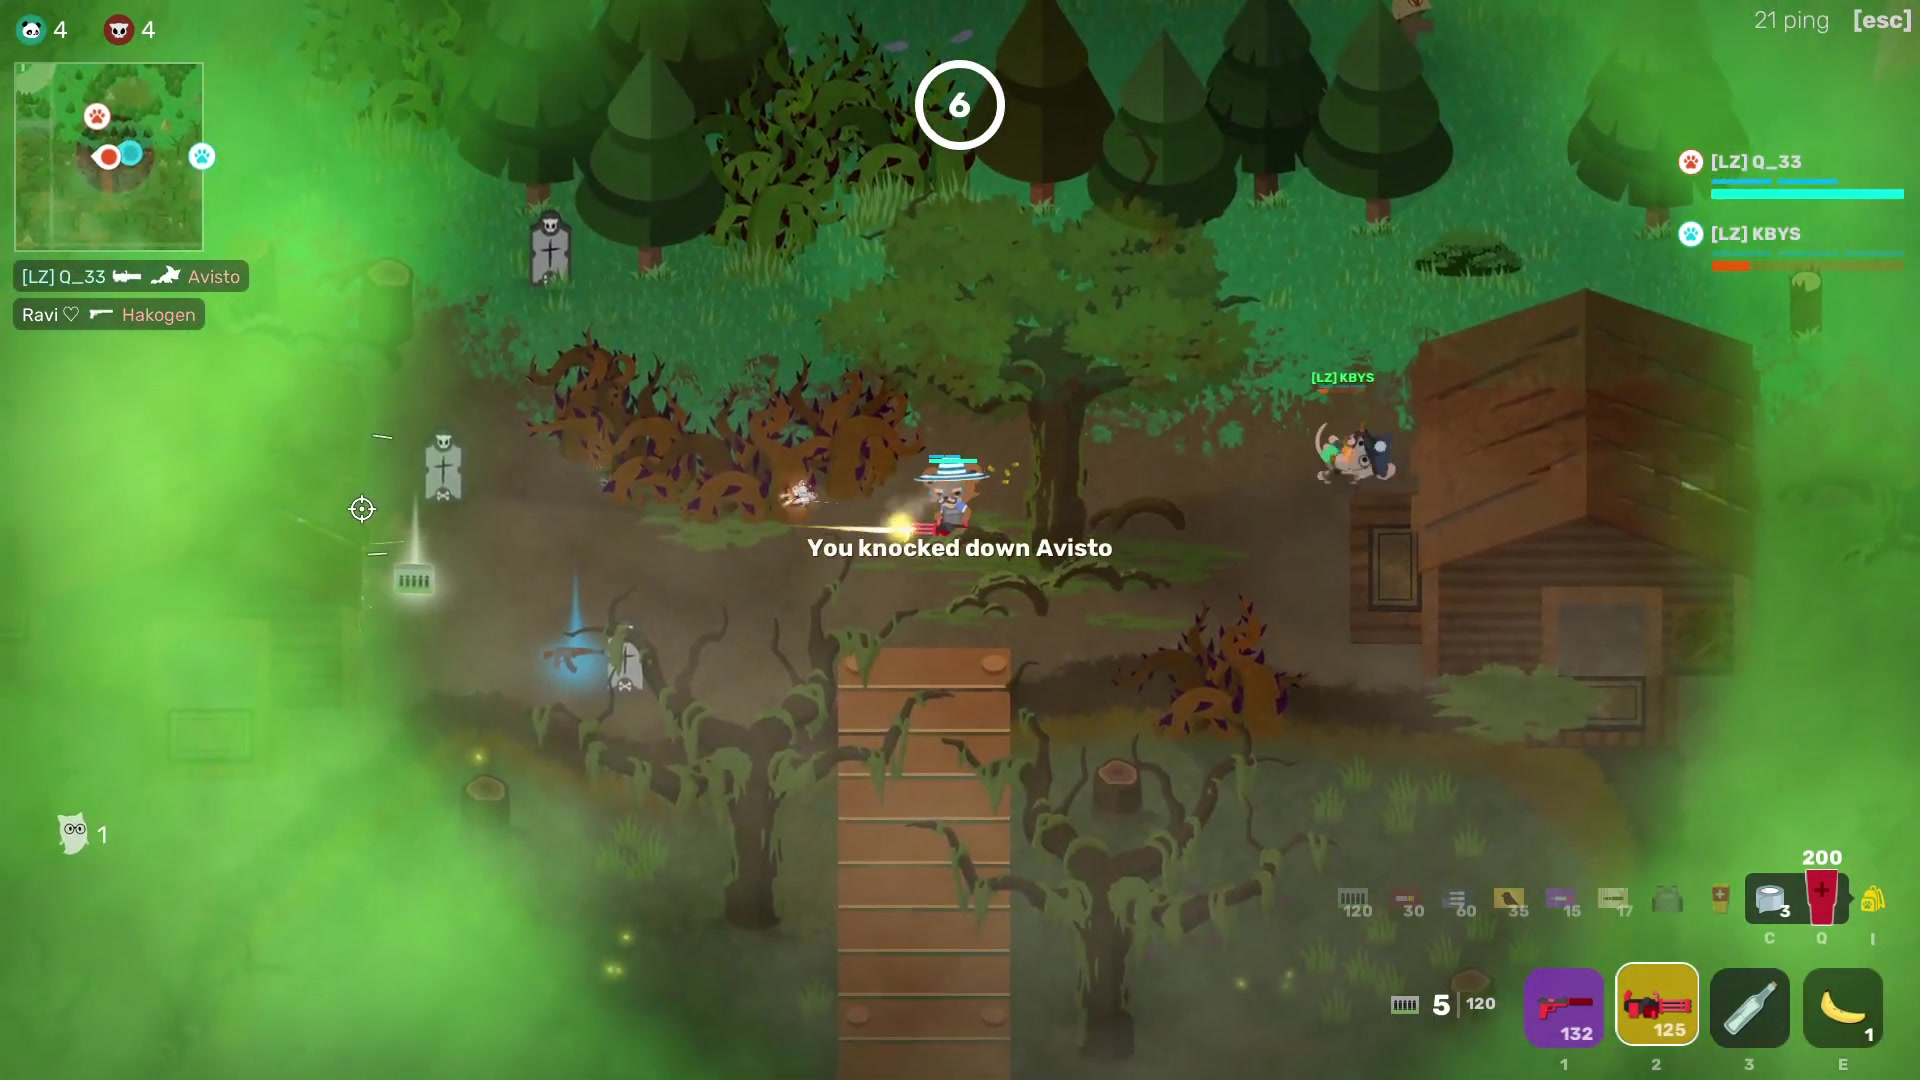 4
4
21 ping [esc]
6
[LZ] Q_33
[LZ] KBYS
[LZ] Q_33 Avisto
Ravi ♡ Hakogen
[LZ] KBYS
You knocked down Avisto
1
200
120 30 60 35 15 17 3
C Q I
5 | 120
132 125 1
1 2 3 E